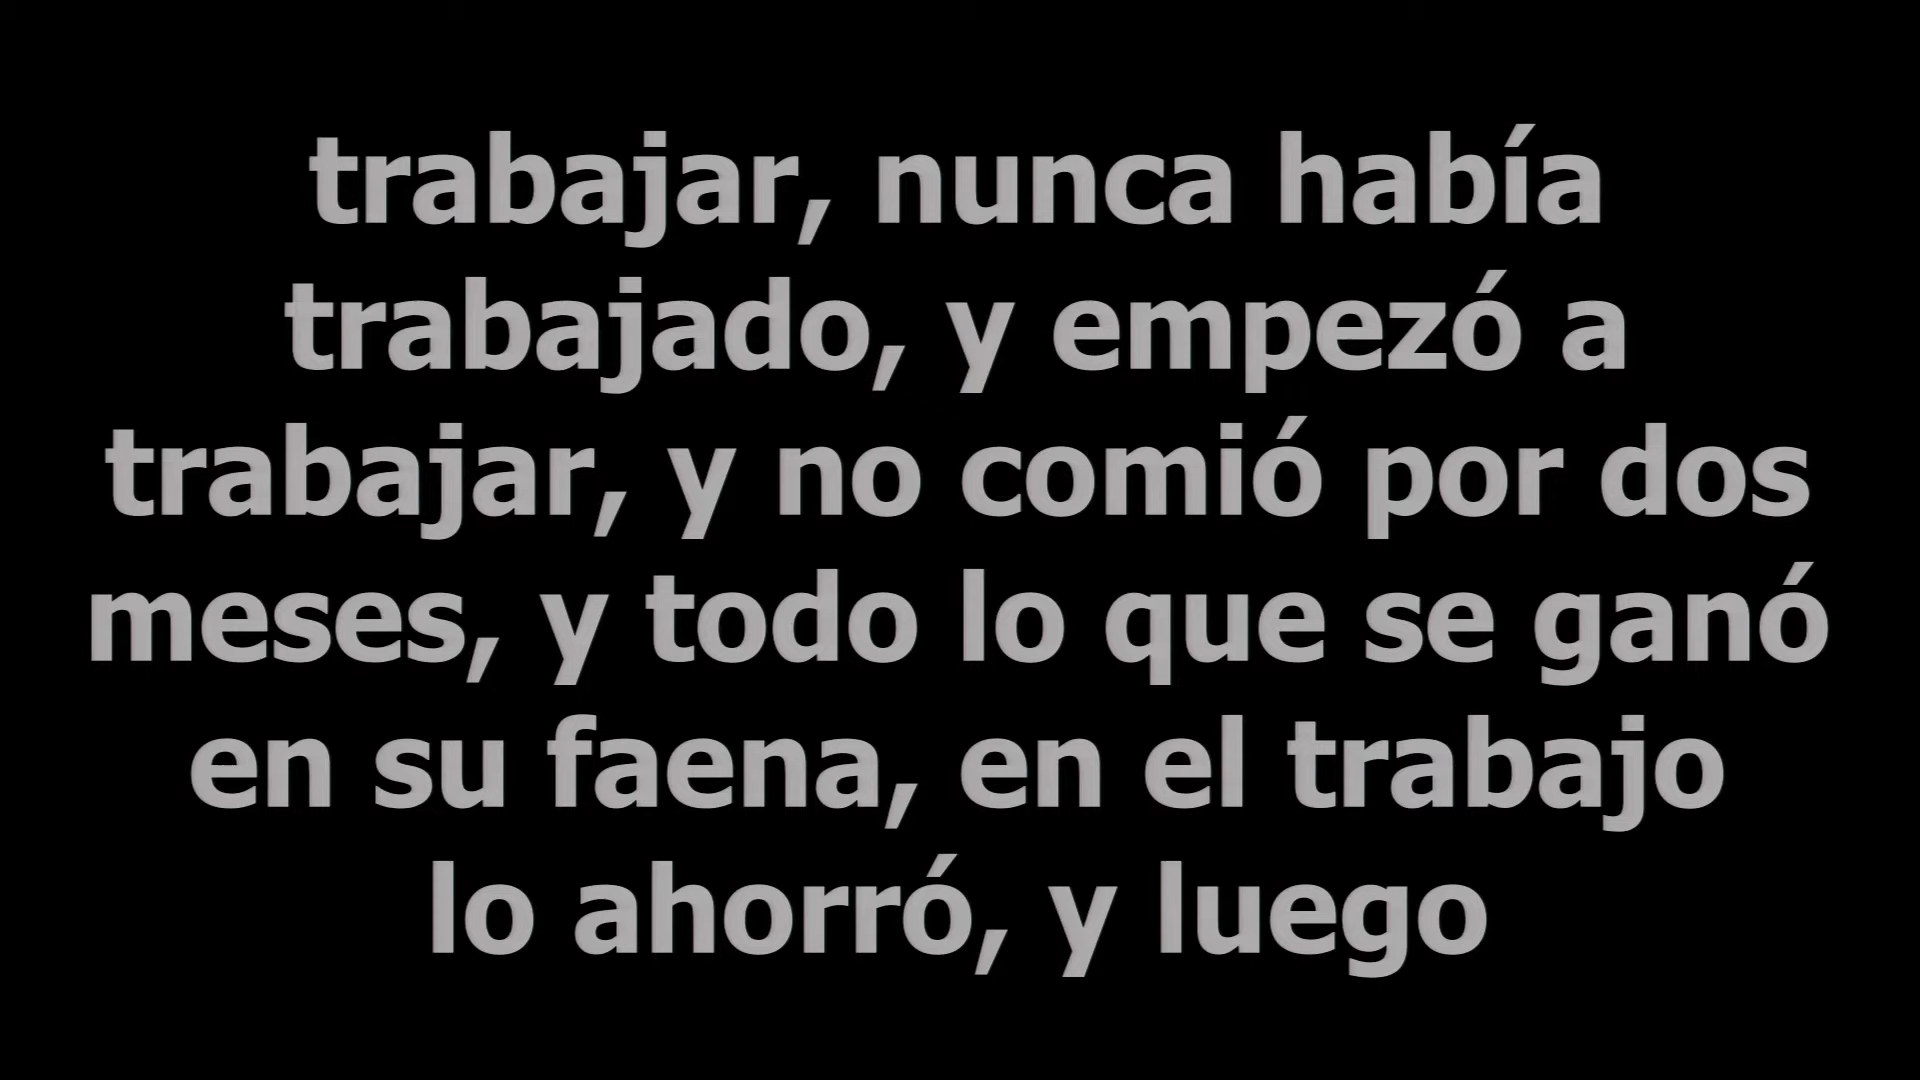 trabajar, nunca había
trabajado, y empezó a
trabajar, y no comió por dos
meses, y todo lo que se ganó
en su faena, en el trabajo
lo ahorró, y luego